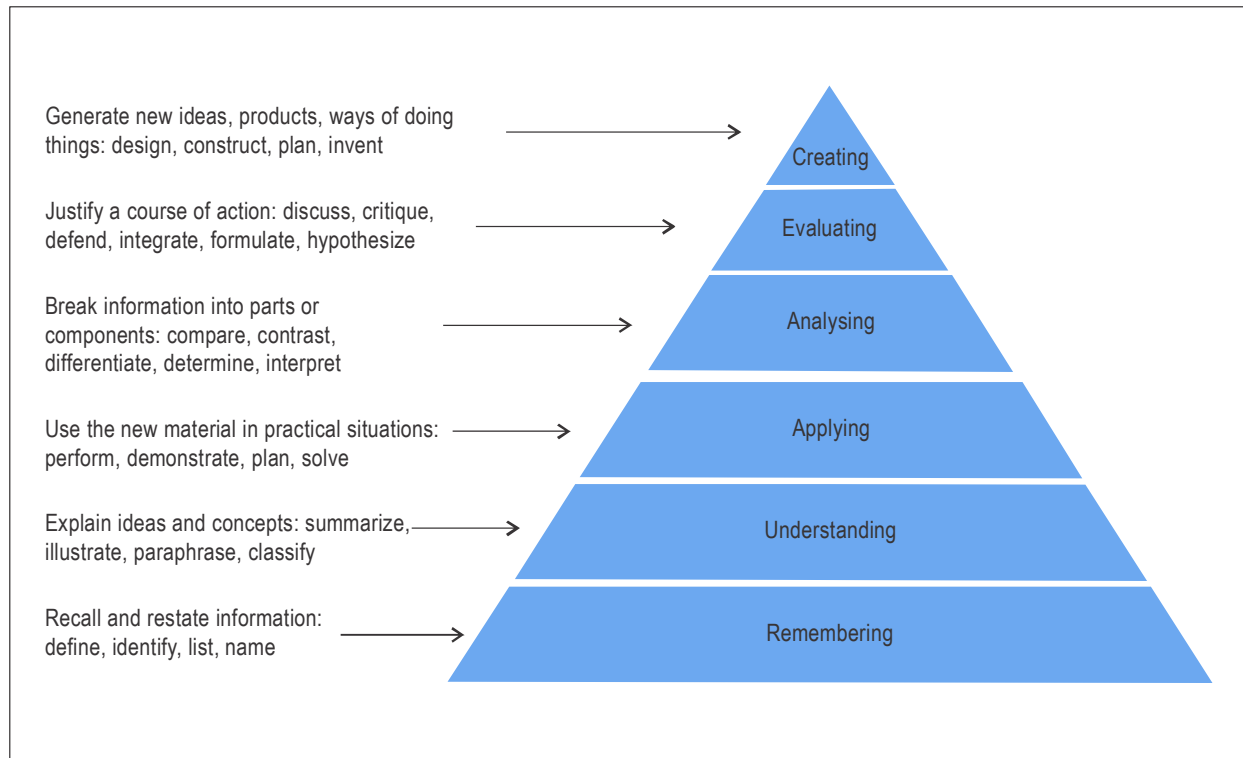 Generate new ideas, products, ways of doing
things: design, construct, plan, invent
Creating
Justify a course of action: discuss, critique,
defend, integrate, formulate, hypothesize
Evaluating
Break information into parts or
components: compare, contrast,
differentiate, determine, interpret
Analysing
Use the new material in practical situations:
perform, demonstrate, plan, solve
Applying
Explain ideas and concepts: summarize,
illustrate, paraphrase, classify
Understanding
Recall and restate information:
define, identify, list, name
Remembering